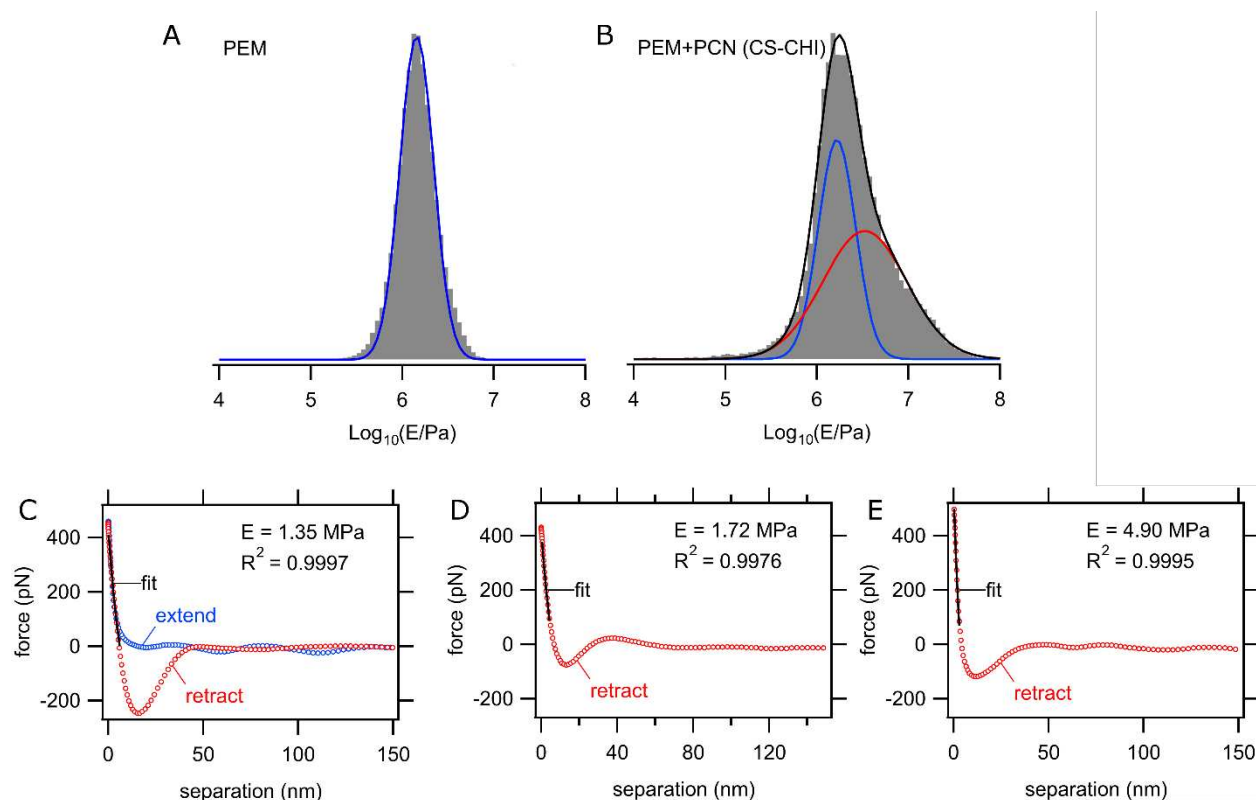 A
PEM
4 5 6 7 8
Log10(E/Pa)
B
PEM+PCN (CS-CHI)
4 5 6 7 8
Log10(E/Pa)
C
E = 1.35 MPa
R2 = 0.9997
fit
extend
retract
force (pN)
400
200
0
-200
0 50 100 150
separation (nm)
D
E = 1.72 MPa
R2 = 0.9976
fit
retract
force (pN)
400
200
0
-200
0 40 80 120
separation (nm)
E
E = 4.90 MPa
R2 = 0.9995
fit
retract
force (pN)
400
200
0
-200
0 50 100 150
separation (nm)